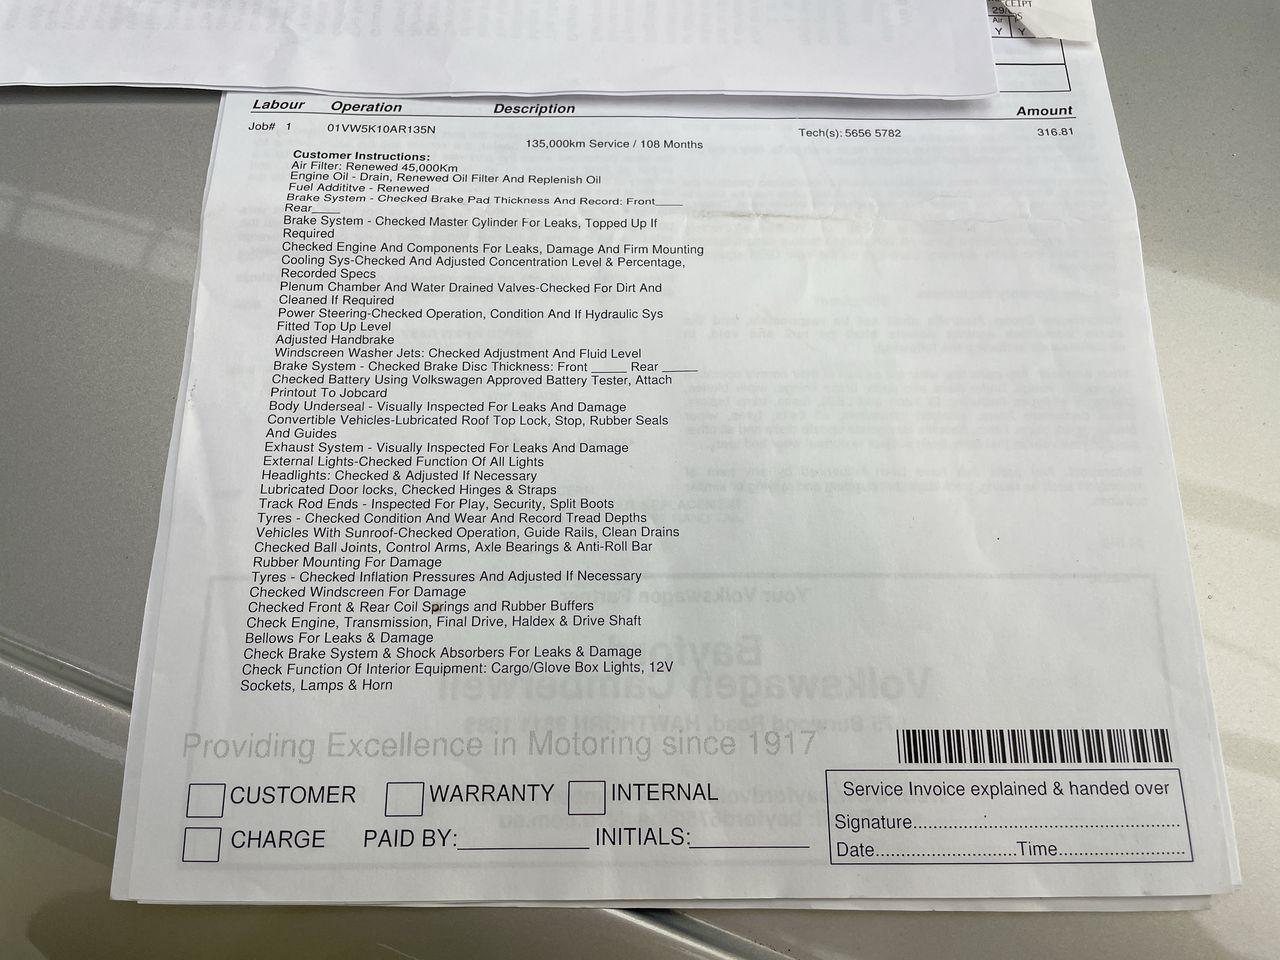 CEIPT
29/
Air
Y Y
Labour Operation Description Amount
Job# 1 01VW5K10AR135N Tech(s): 5656 5782 316.81
135,000km Service / 108 Months
Customer Instructions:
Air Filter: Renewed 45,000Km
Engine Oil - Drain, Renewed Oil Filter And Replenish Oil
Fuel Addititve - Renewed
Brake System - Checked Brake Pad Thickness And Record: Front____
Rear____
Brake System - Checked Master Cylinder For Leaks, Topped Up If
Required
Checked Engine And Components For Leaks, Damage And Firm Mounting
Cooling Sys-Checked And Adjusted Concentration Level & Percentage,
Recorded Specs
Plenum Chamber And Water Drained Valves-Checked For Dirt And
Cleaned If Required
Power Steering-Checked Operation, Condition And If Hydraulic Sys
Fitted Top Up Level
Adjusted Handbrake
Windscreen Washer Jets: Checked Adjustment And Fluid Level
Brake System - Checked Brake Disc Thickness: Front _____ Rear _____
Checked Battery Using Volkswagen Approved Battery Tester, Attach
Printout To Jobcard
Body Underseal - Visually Inspected For Leaks And Damage
Convertible Vehicles-Lubricated Roof Top Lock, Stop, Rubber Seals
And Guides
Exhaust System - Visually Inspected For Leaks And Damage
External Lights-Checked Function Of All Lights
Headlights: Checked & Adjusted If Necessary
Lubricated Door locks, Checked Hinges & Straps
Track Rod Ends - Inspected For Play, Security, Split Boots
Tyres - Checked Condition And Wear And Record Tread Depths
Vehicles With Sunroof-Checked Operation, Guide Rails, Clean Drains
Checked Ball Joints, Control Arms, Axle Bearings & Anti-Roll Bar
Rubber Mounting For Damage
Tyres - Checked Inflation Pressures And Adjusted If Necessary
Checked Windscreen For Damage
Checked Front & Rear Coil Springs and Rubber Buffers
Check Engine, Transmission, Final Drive, Haldex & Drive Shaft
Bellows For Leaks & Damage
Check Brake System & Shock Absorbers For Leaks & Damage
Check Function Of Interior Equipment: Cargo/Glove Box Lights, 12V
Sockets, Lamps & Horn
Providing Excellence in Motoring since 1917
CUSTOMER WARRANTY INTERNAL
CHARGE PAID BY:__________ INITIALS:__________
Service Invoice explained & handed over
Signature..................................................
Date..........................Time......................